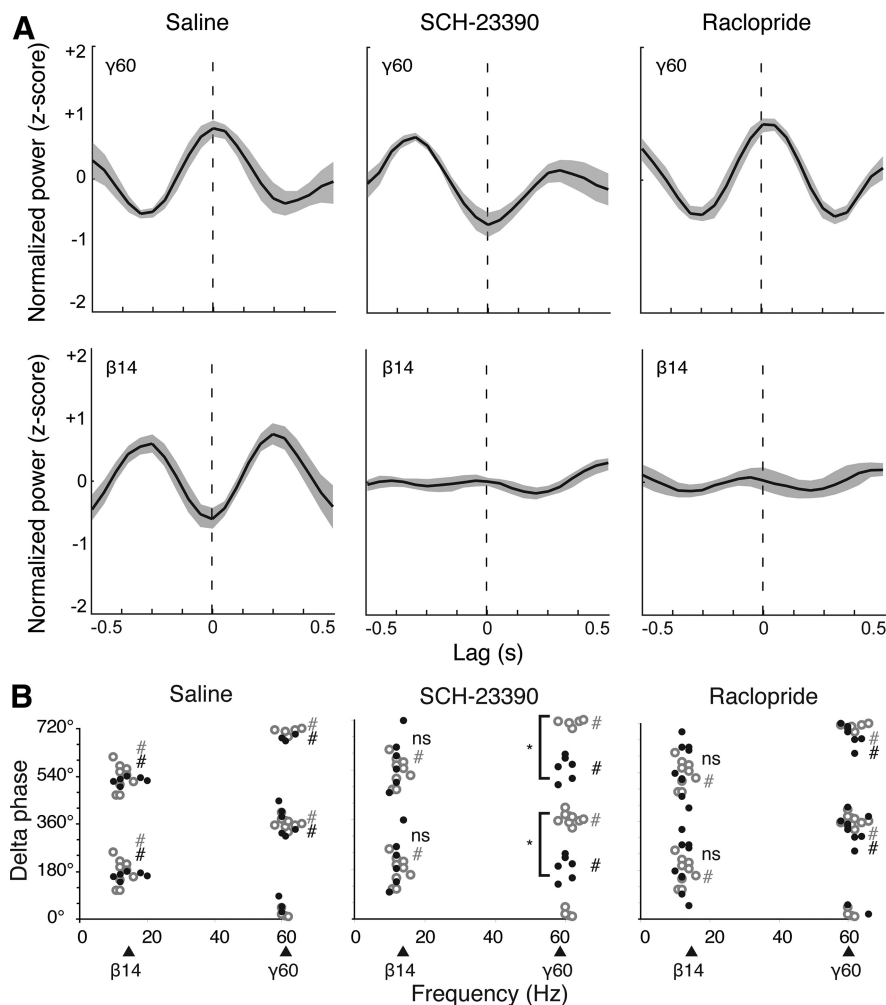 A
Saline SCH-23390 Raclopride
Normalized power (z-score)
+2
+1
0
-1
-2
γ60 γ60 γ60
Normalized power (z-score)
+2
+1
0
-1
-2
β14 β14 β14
-0.5 0 0.5 -0.5 0 0.5 -0.5 0 0.5
Lag (s)
B
Saline SCH-23390 Raclopride
Delta phase
720°
540°
360°
180°
0°
# # # # # # # #
ns # * # # ns # * # #
ns # # # ns # # #
0 20 40 60 0 20 40 60 0 20 40 60
β14 γ60 β14 γ60 β14 γ60
Frequency (Hz)